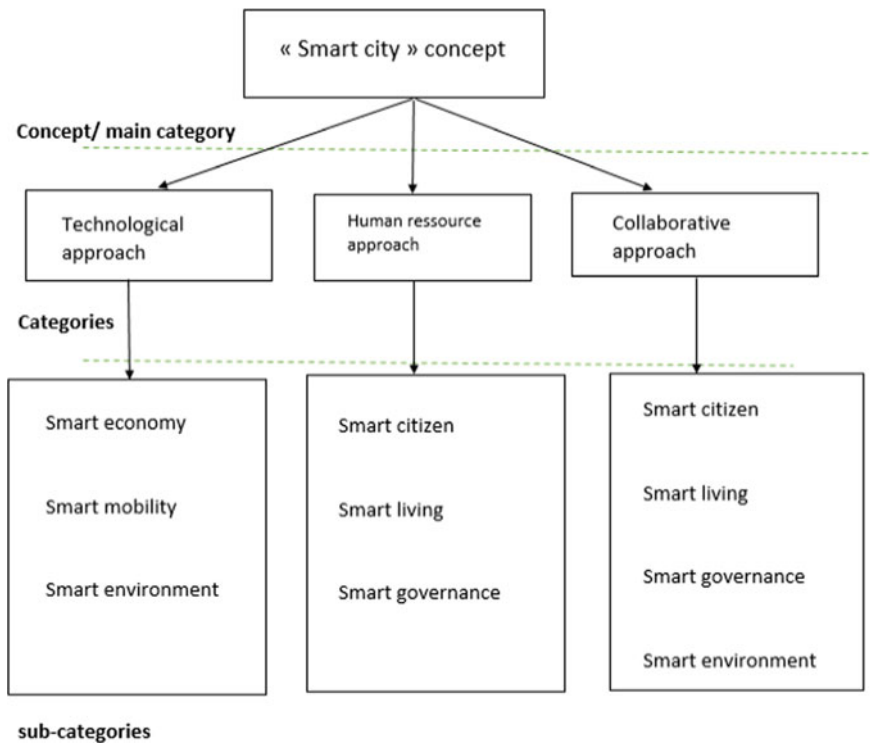 « Smart city » concept
Concept/ main category
Technological
approach
Human ressource
approach
Collaborative
approach
Categories
Smart economy
Smart mobility
Smart environment
Smart citizen
Smart living
Smart governance
Smart citizen
Smart living
Smart governance
Smart environment
sub-categories